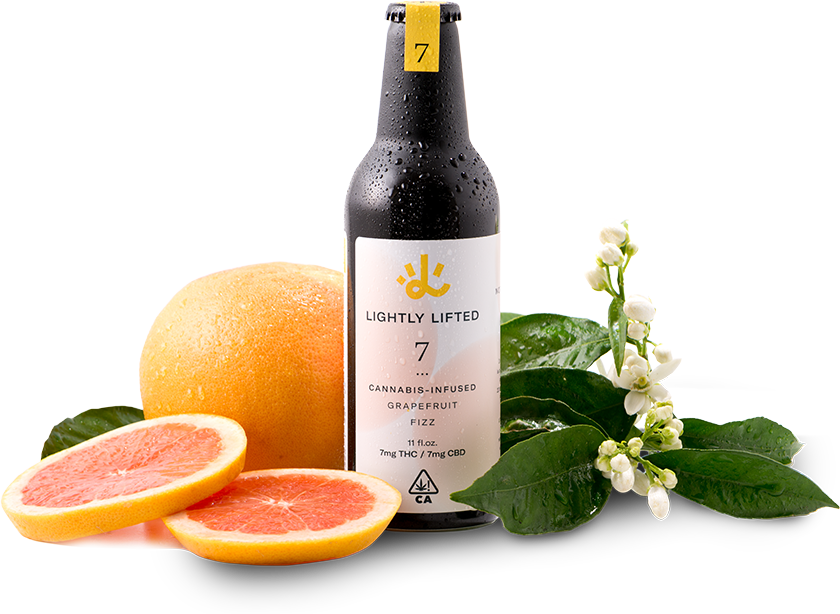 7
LIGHTLY LIFTED
7
...
CANNABIS-INFUSED
GRAPEFRUIT
FIZZ
11 fl.oz.
7mg THC / 7mg CBD
CA